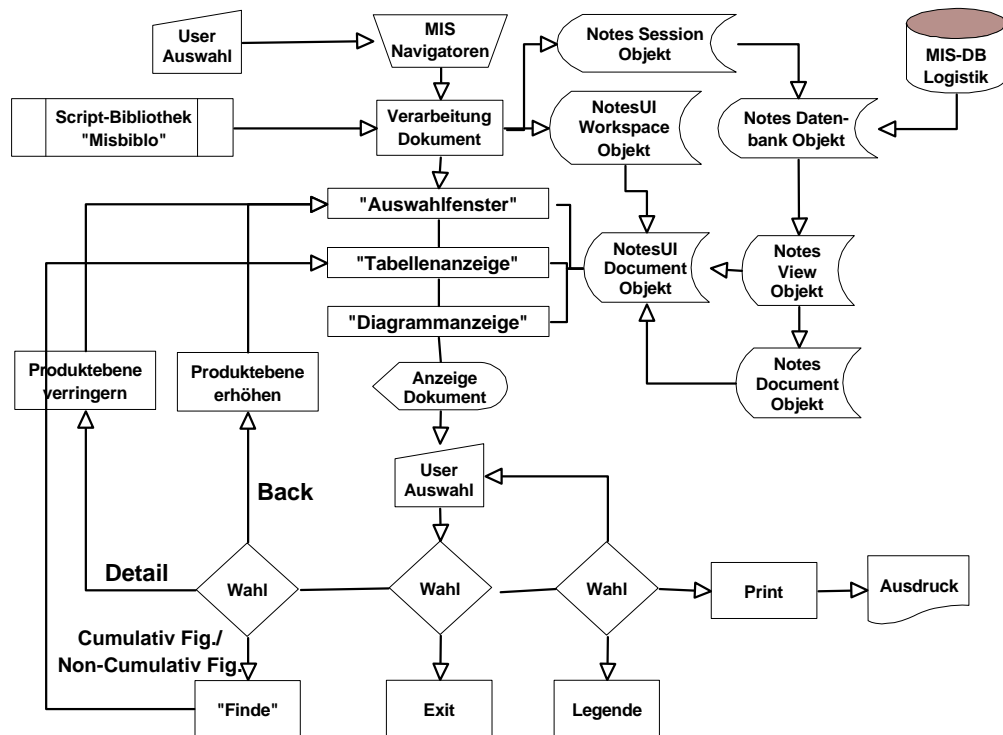 User
Auswahl
MIS
Navigatoren
Notes Session
Objekt
MIS-DB
Logistik
Script-Bibliothek
"Misbiblo"
Verarbeitung
Dokument
NotesUI
Workspace
Objekt
Notes Daten-
bank Objekt
"Auswahlfenster"
"Tabellenanzeige"
"Diagrammanzeige"
NotesUI
Document
Objekt
Notes
View
Objekt
Produktebene
verringern
Produktebene
erhöhen
Anzeige
Dokument
Notes
Document
Objekt
User
Auswahl
Back
Detail
Wahl
Wahl
Wahl
Print
Ausdruck
Cumulativ Fig./
Non-Cumulativ Fig.
"Finde"
Exit
Legende